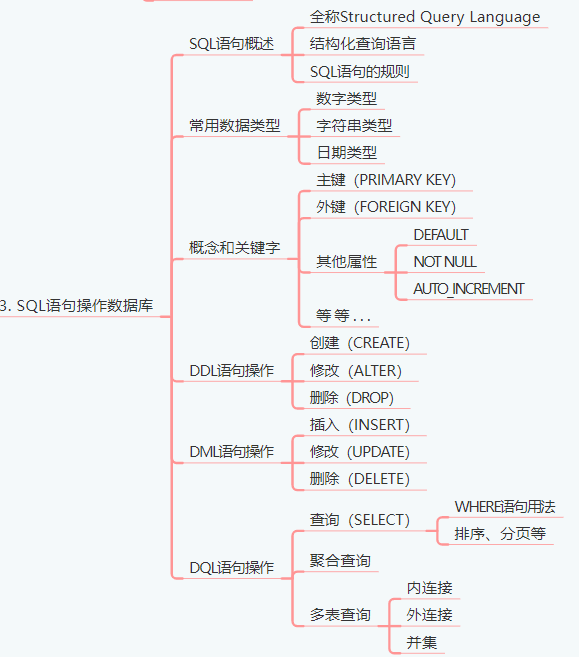 3. SQL语句操作数据库
SQL语句概述
全称Structured Query Language
结构化查询语言
SQL语句的规则
常用数据类型
数字类型
字符串类型
日期类型
概念和关键字
主键（PRIMARY KEY）
外键（FOREIGN KEY）
其他属性
DEFAULT
NOT NULL
AUTO_INCREMENT
等 等 . . .
DDL语句操作
创建（CREATE）
修改（ALTER）
删除（DROP）
DML语句操作
插入（INSERT）
修改（UPDATE）
删除（DELETE）
DQL语句操作
查询（SELECT）
WHERE语句用法
排序、分页等
聚合查询
多表查询
内连接
外连接
并集